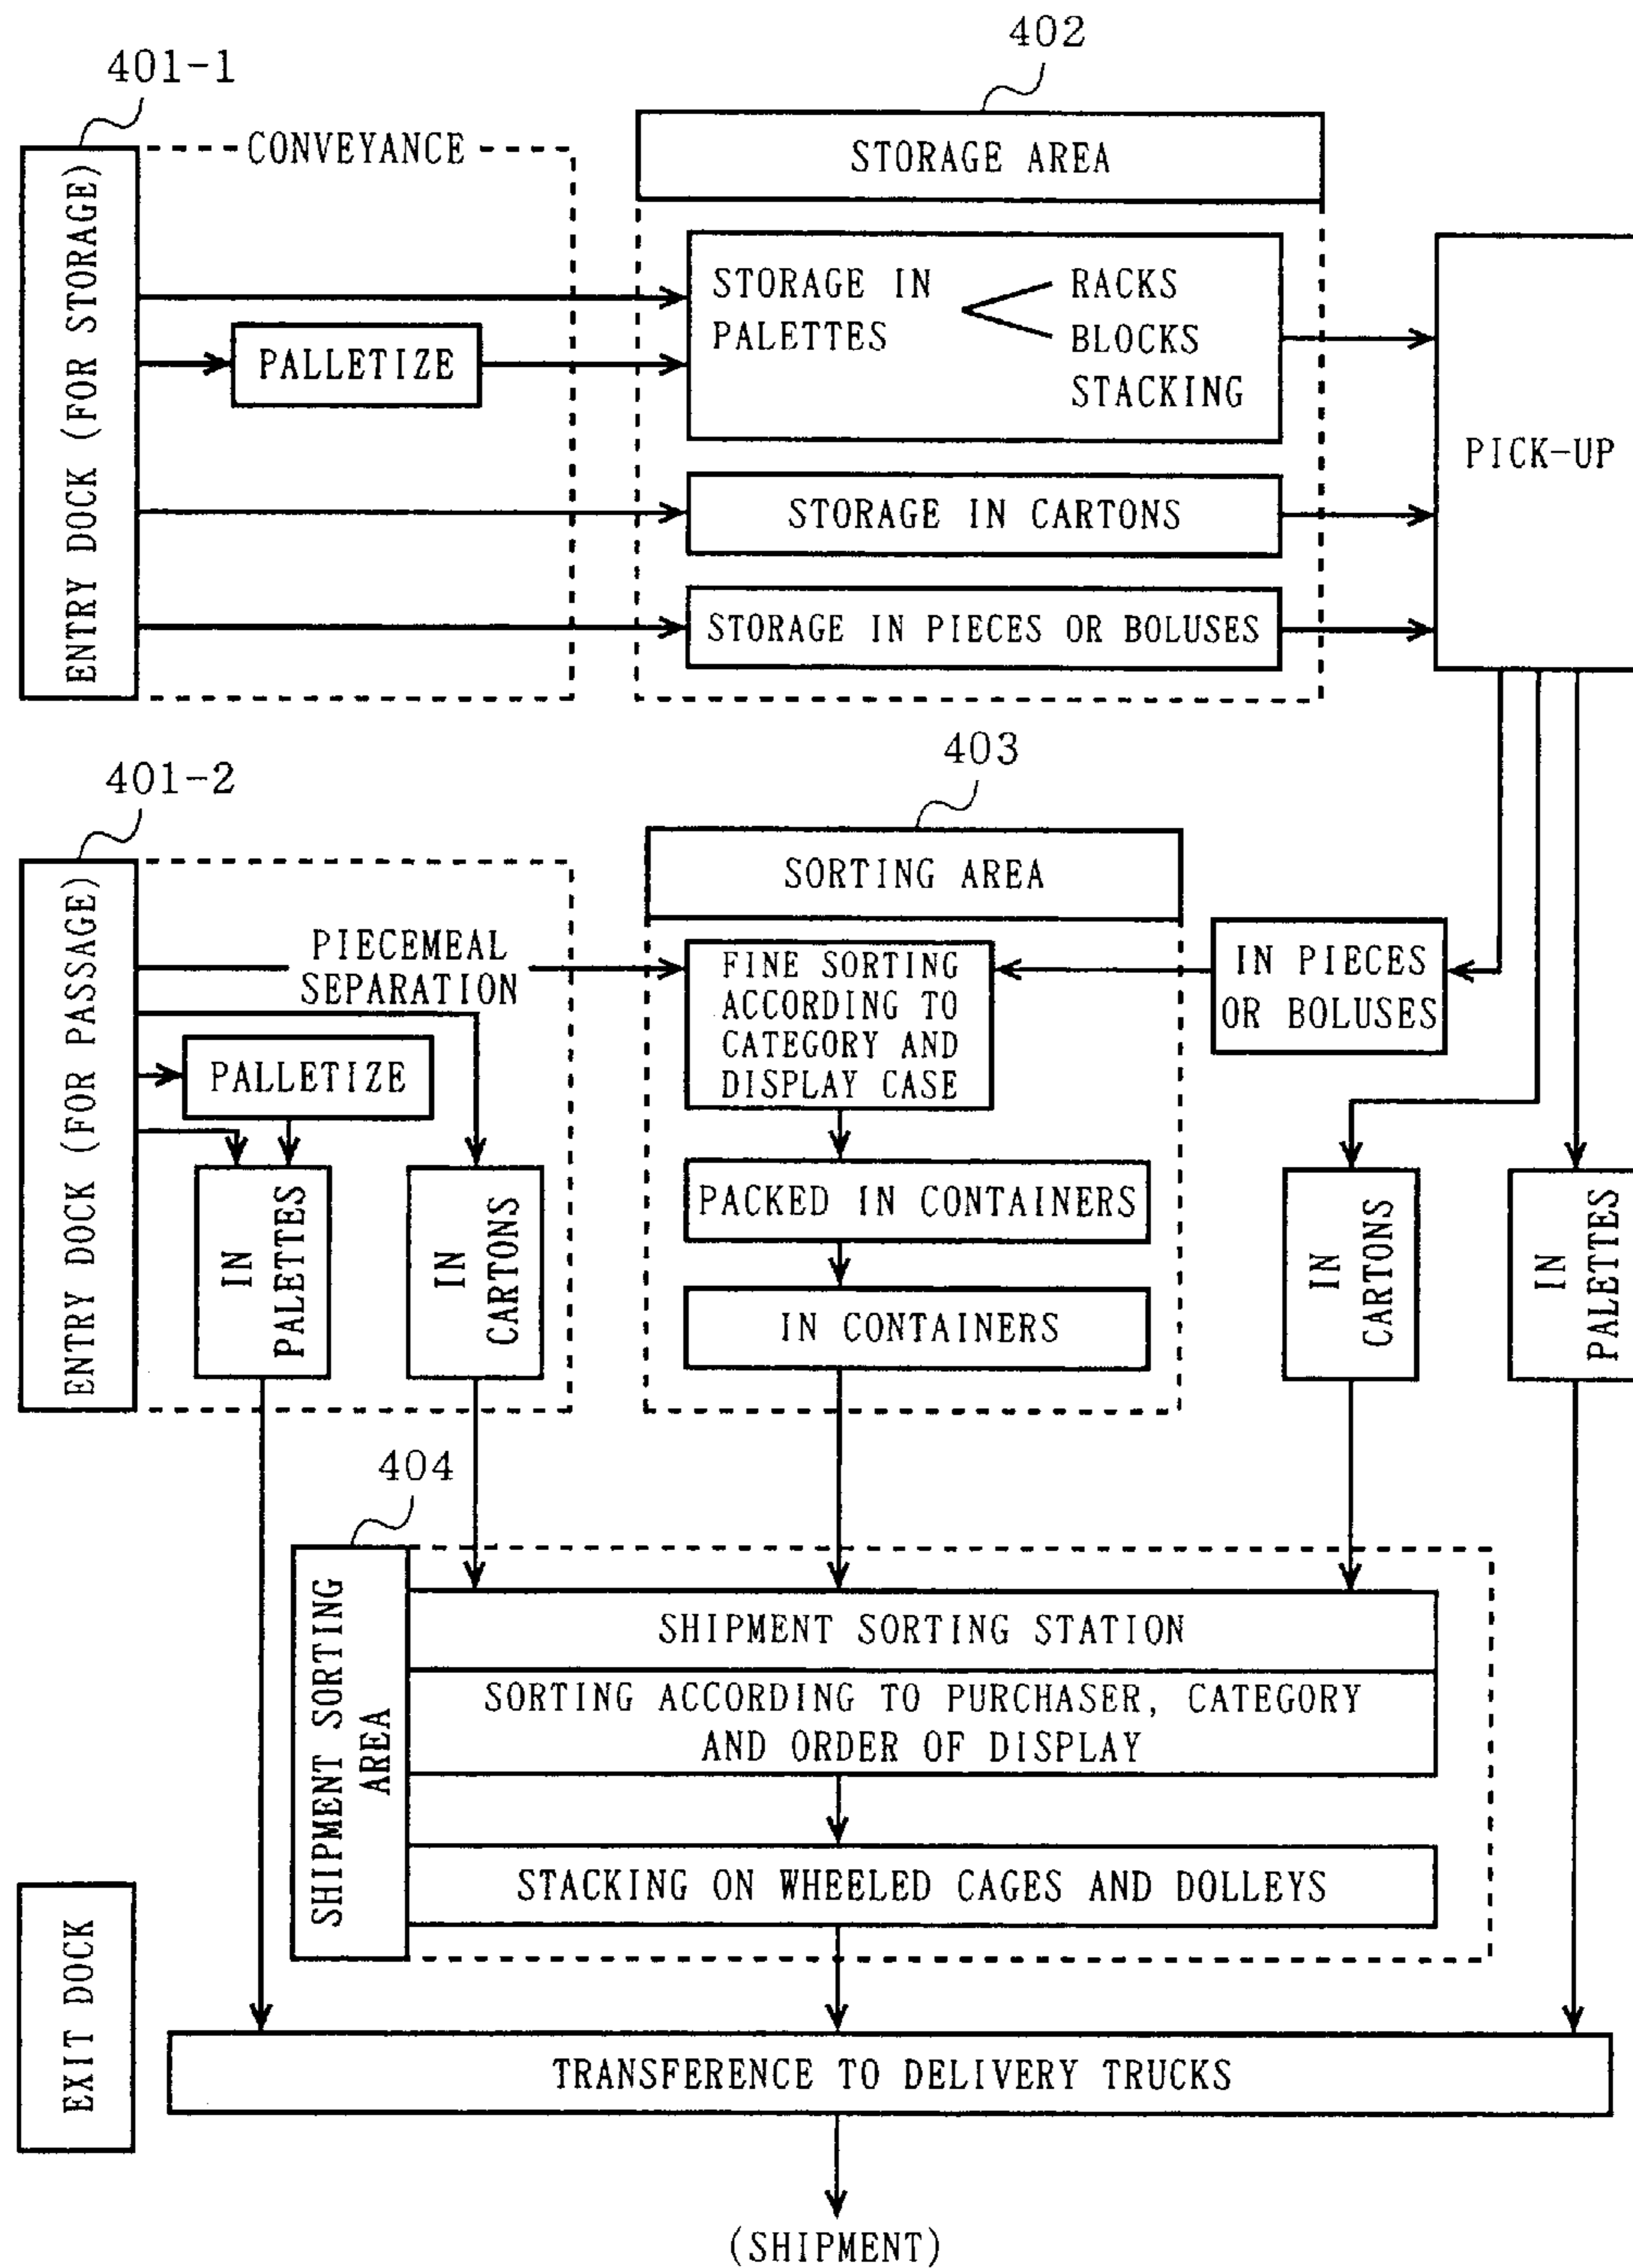 402
401-1
CONVEYANCE
STORAGE AREA
ENTRY DOCK (FOR STORAGE)
STORAGE IN
PALETTES
RACKS
BLOCKS
STACKING
PALLETIZE
PICK-UP
STORAGE IN CARTONS
STORAGE IN PIECES OR BOLUSES
403
401-2
SORTING AREA
ENTRY DOCK (FOR PASSAGE)
PIECEMEAL
SEPARATION
FINE SORTING
ACCORDING TO
CATEGORY AND
DISPLAY CASE
IN PIECES
OR BOLUSES
PALLETIZE
IN
PALETTES
IN
CARTONS
PACKED IN CONTAINERS
IN CONTAINERS
IN
CARTONS
IN
PALETTES
404
SHIPMENT SORTING
AREA
SHIPMENT SORTING STATION
SORTING ACCORDING TO PURCHASER, CATEGORY
AND ORDER OF DISPLAY
STACKING ON WHEELED CAGES AND DOLLEYS
EXIT DOCK
TRANSFERENCE TO DELIVERY TRUCKS
(SHIPMENT)